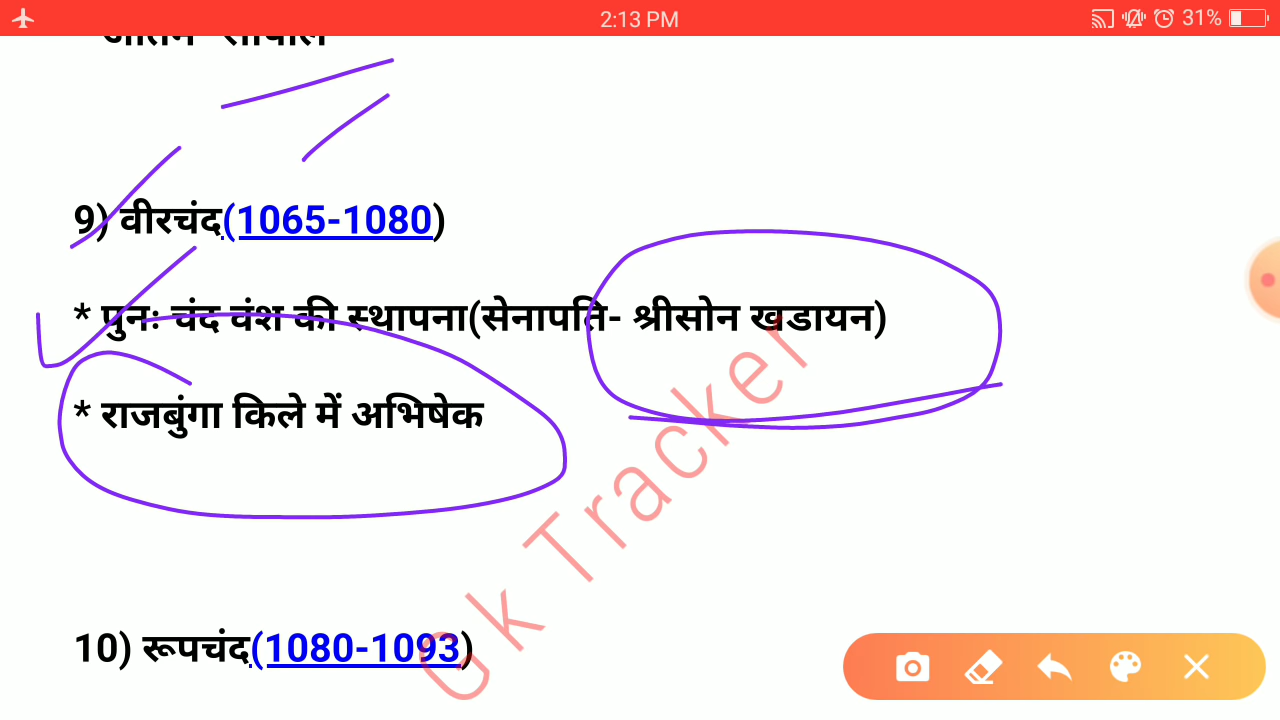 2:13 PM
31%
9) वीरचंद(1065-1080)
* पुनः चंद वंश की स्थापना(सेनापति- श्रीसोन खडायन)
* राजबुंगा किले में अभिषेक
10) रूपचंद(1080-1093)
Gk Tracker